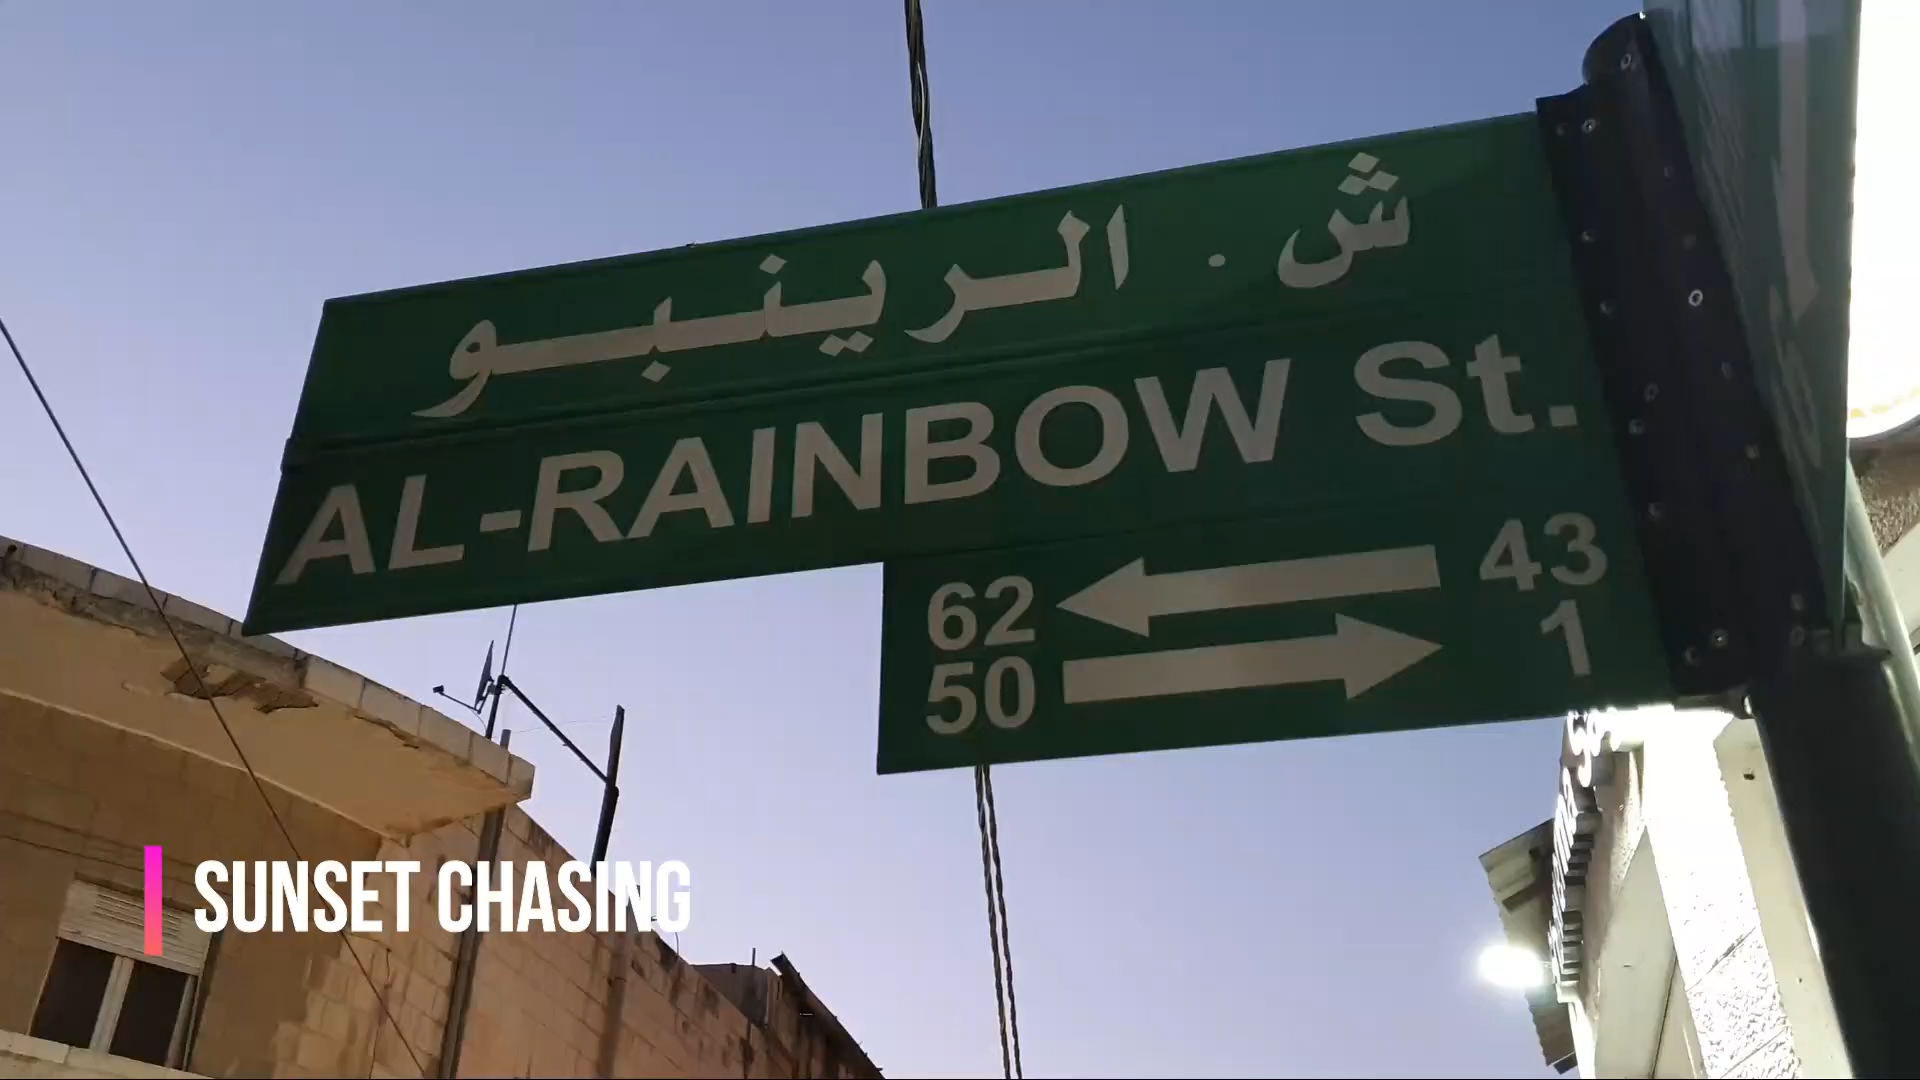 ش . الرينبو
AL-RAINBOW St.
62 43
50 1
SUNSET CHASING